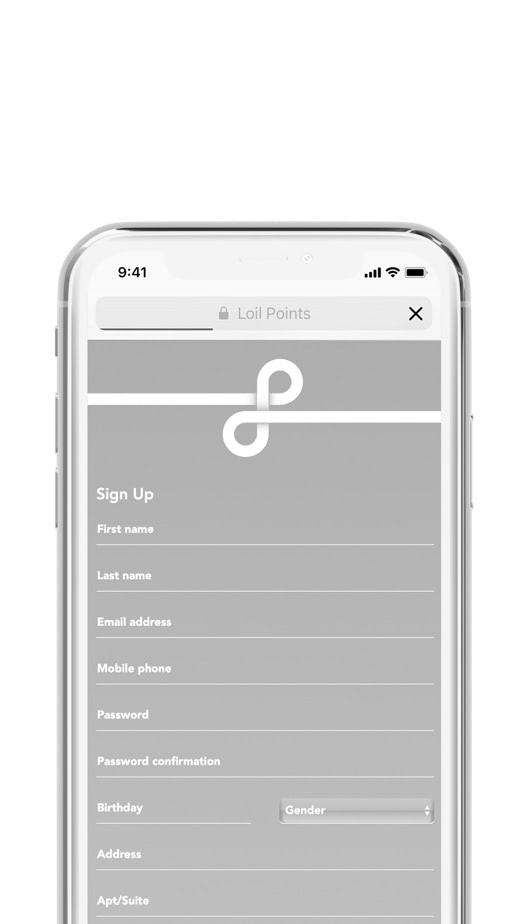 9:41
Loil Points
Sign Up
First name
Last name
Email address
Mobile phone
Password
Password confirmation
Birthday
Gender
Address
Apt/Suite